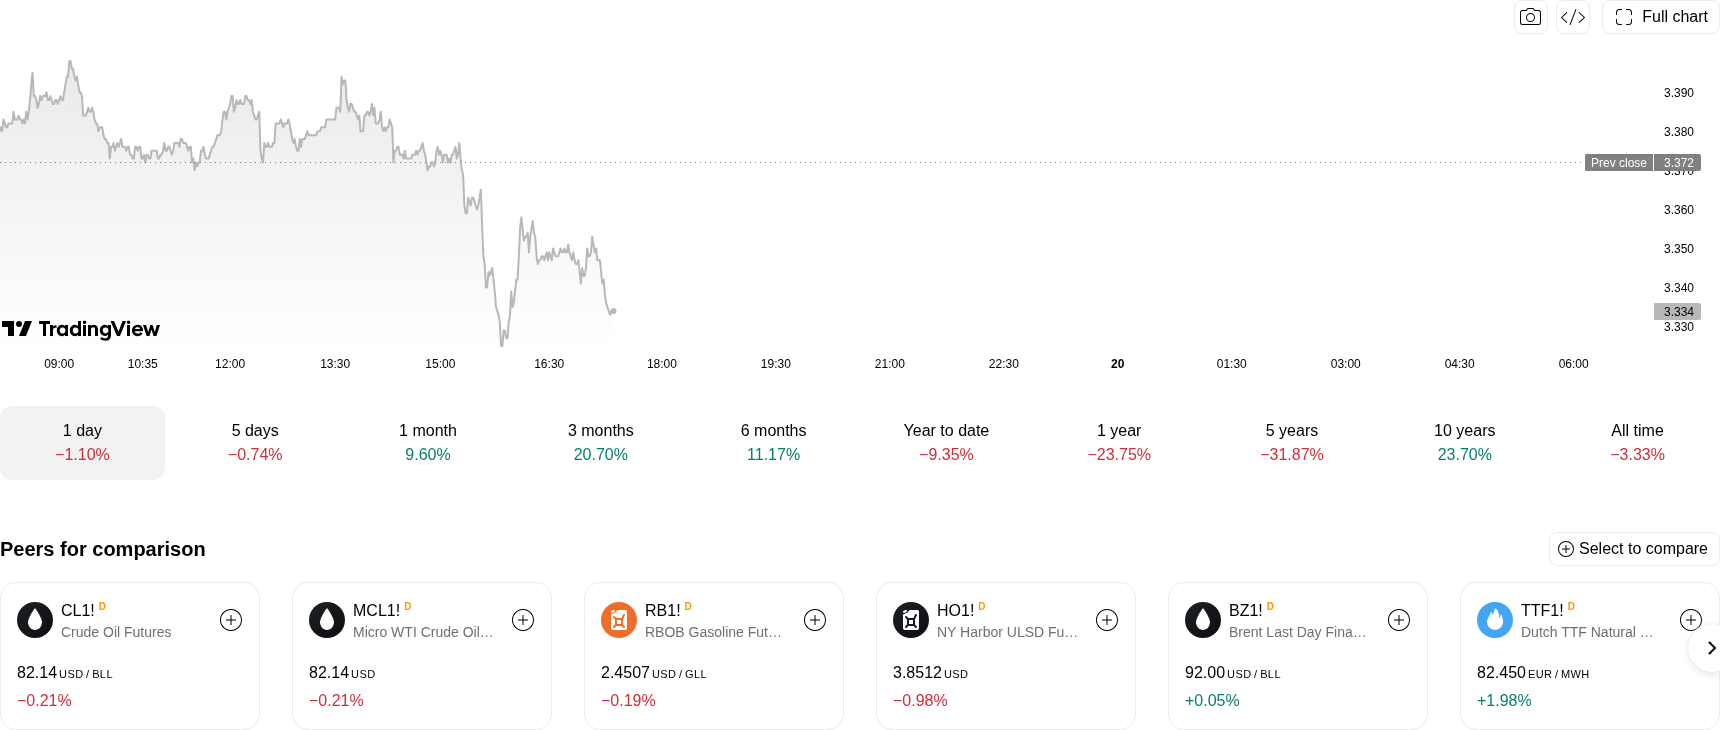 Full chart
3.390
3.380
Prev close 3.372
3.370
3.360
3.350
3.340
3.334
3.330
TradingView
09:00 10:35 12:00 13:30 15:00 16:30 18:00 19:30 21:00 22:30 20 01:30 03:00 04:30 06:00
1 day 5 days 1 month 3 months 6 months Year to date 1 year 5 years 10 years All time
−1.10% −0.74% 9.60% 20.70% 11.17% −9.35% −23.75% −31.87% 23.70% −3.33%
Peers for comparison Select to compare
CL1! D MCL1! D RB1! D HO1! D BZ1! D TTF1! D
Crude Oil Futures Micro WTI Crude Oil… RBOB Gasoline Fut… NY Harbor ULSD Fu… Brent Last Day Fina… Dutch TTF Natural …
82.14 USD / BLL 82.14 USD 2.4507 USD / GLL 3.8512 USD 92.00 USD / BLL 82.450 EUR / MWH
−0.21% −0.21% −0.19% −0.98% +0.05% +1.98%